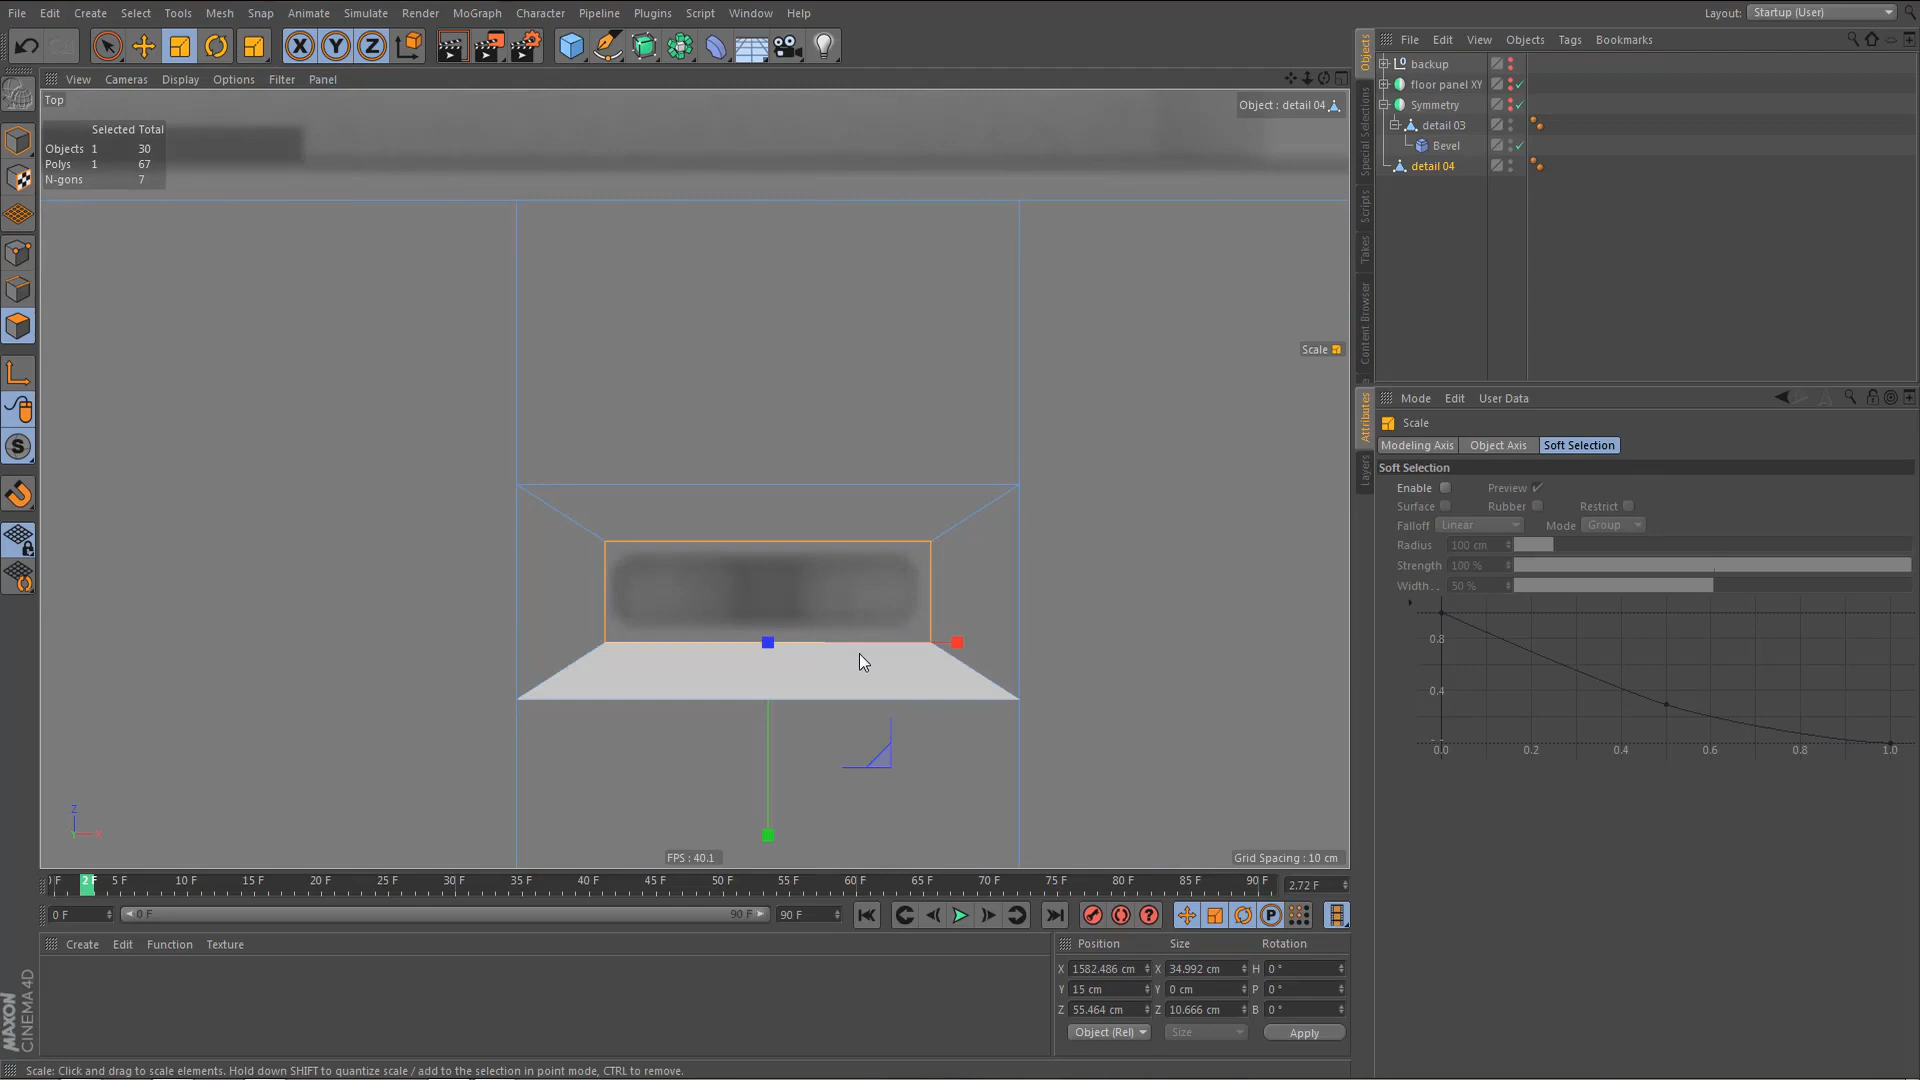 File Edit Create Select Tools Mesh Snap Animate Simulate Render MoGraph Character Pipeline Plugins Script Window Help
Layout: Startup (User)
X Y Z
View Cameras Display Options Filter Panel
File Edit View Objects Tags Bookmarks
Top
Object : detail 04
Selected Total
Objects 1 30
Polys 1 67
N-gons 7
backup
floor panel XY
Symmetry
detail 03
Bevel
detail 04
Objects
Special Selections
Scripts
Takes
Content Browser
Scale
Attributes
Layers
Mode Edit User Data
Scale
Modeling Axis Object Axis Soft Selection
Soft Selection
Enable Preview
Surface Rubber Restrict
Falloff Linear Mode Group
Radius 100 cm
Strength 100 %
Width. . 50 %
0.8
0.4
0.0 0.2 0.4 0.6 0.8 1.0
Z
Y X
FPS : 40.1
Grid Spacing : 10 cm
2 F 5 F 10 F 15 F 20 F 25 F 30 F 35 F 40 F 45 F 50 F 55 F 60 F 65 F 70 F 75 F 80 F 85 F 90 F 2.72 F
0 F 0 F 90 F 90 F
P
Create Edit Function Texture
Position Size Rotation
X 1582.486 cm X 34.992 cm H 0 °
Y 15 cm Y 0 cm P 0 °
Z 55.464 cm Z 10.666 cm B 0 °
Object (Rel) Size Apply
MAXON
CINEMA 4D
Scale: Click and drag to scale elements. Hold down SHIFT to quantize scale / add to the selection in point mode, CTRL to remove.